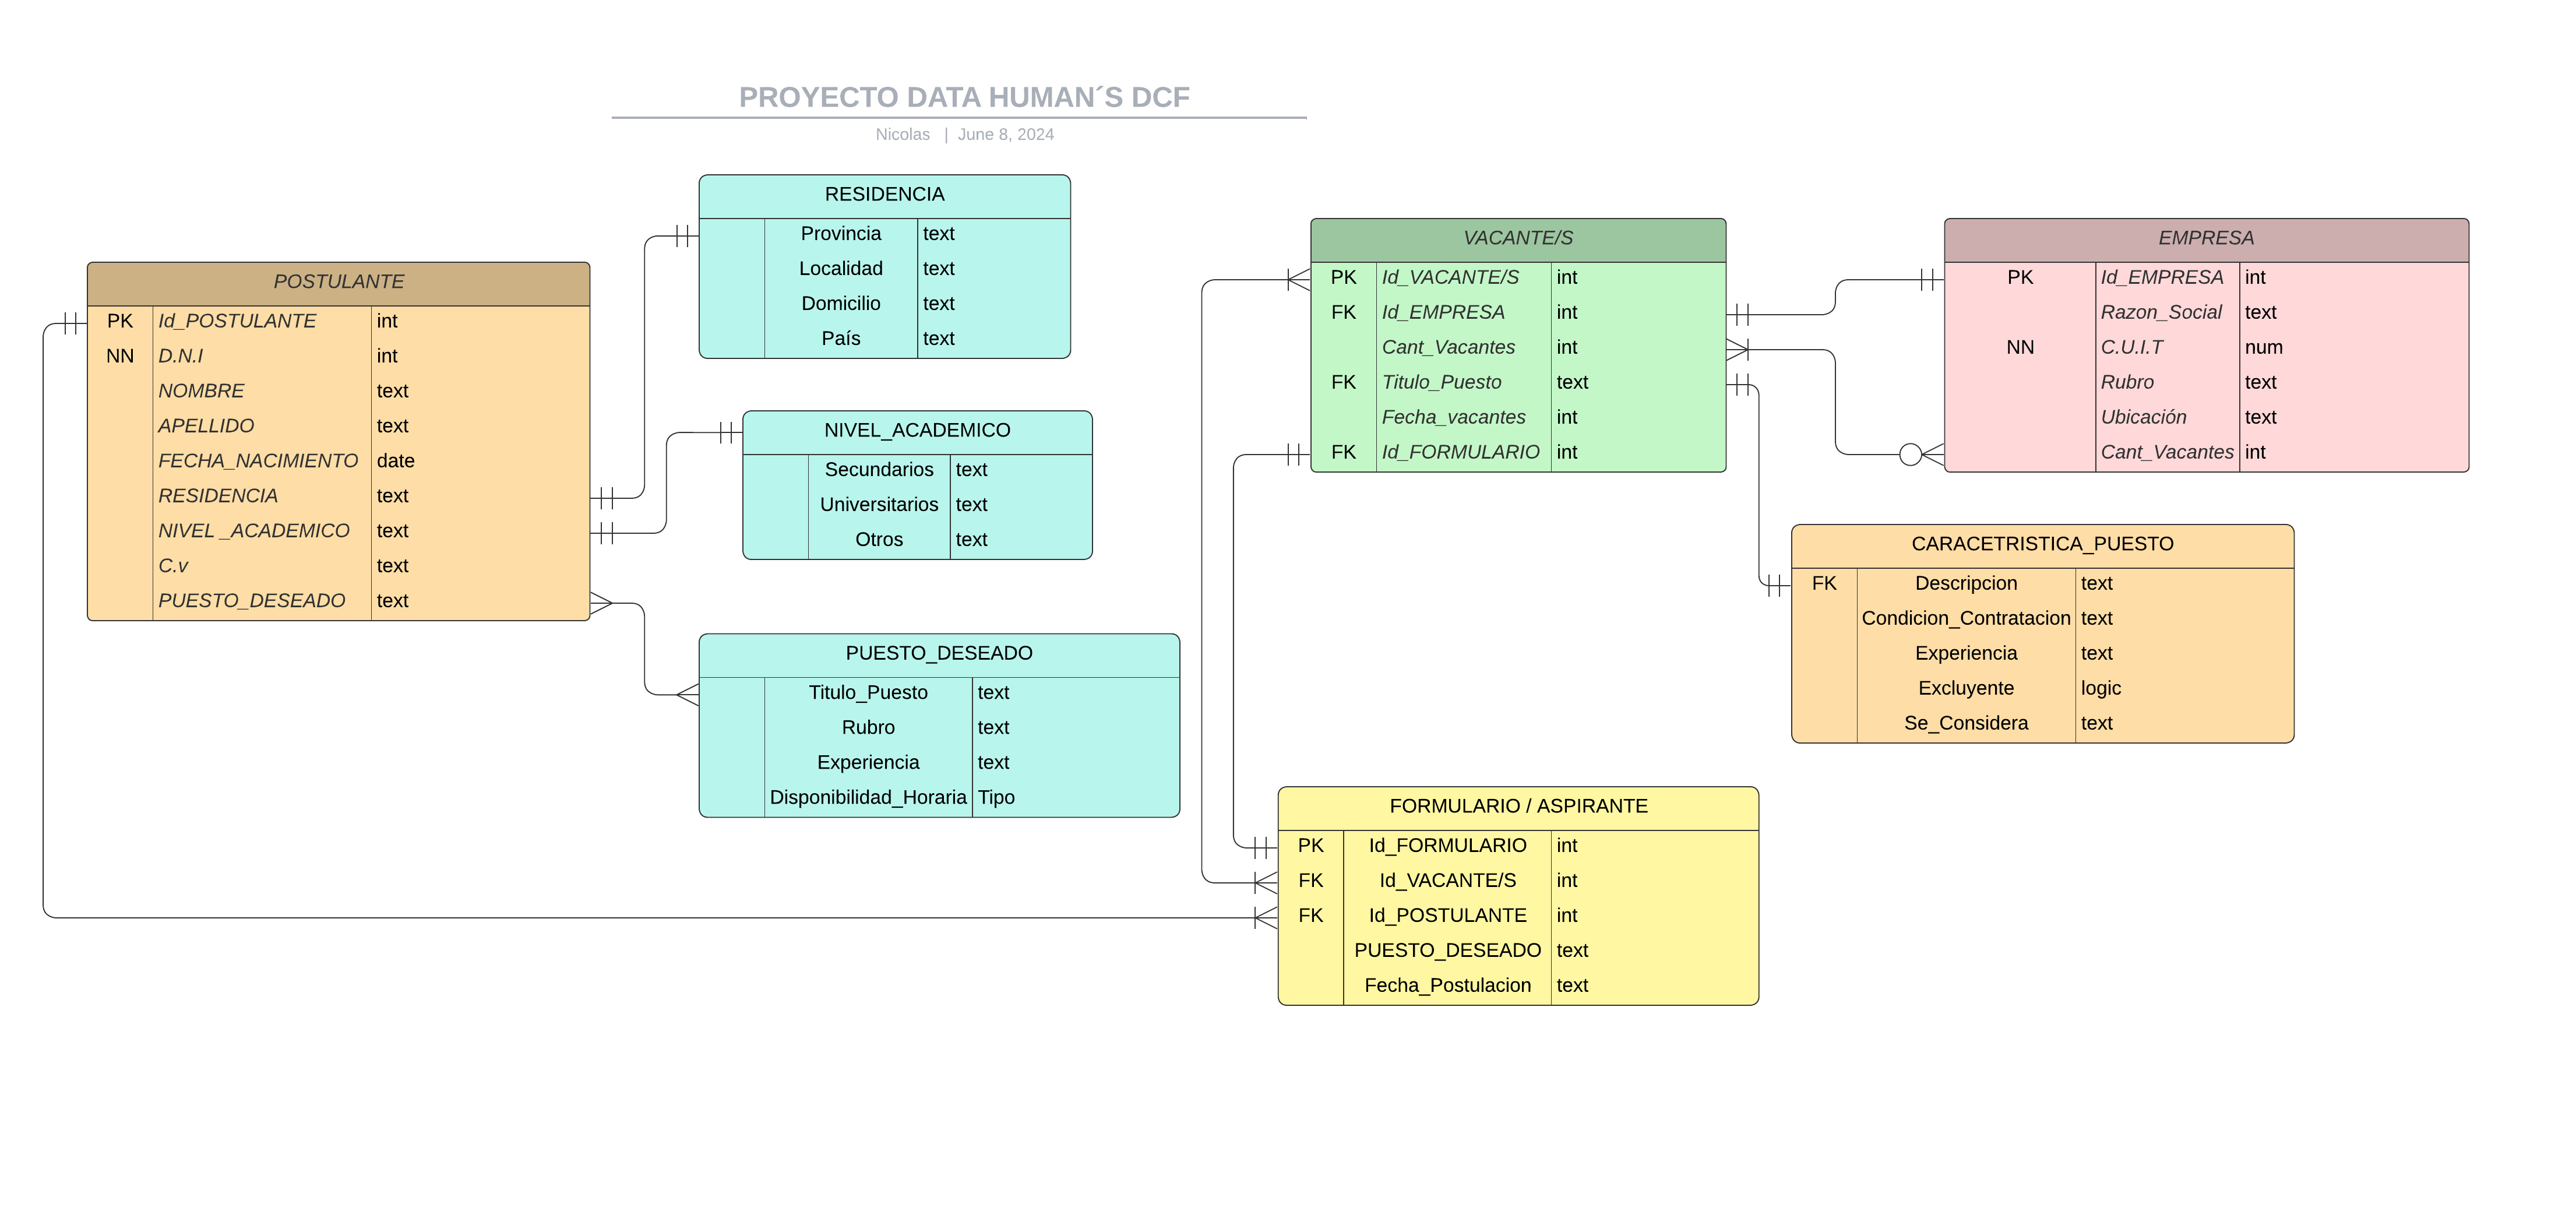 PROYECTO DATA HUMAN´S DCF
Nicolas | June 8, 2024
POSTULANTE
PK Id_POSTULANTE int
NN D.N.I int
NOMBRE text
APELLIDO text
FECHA_NACIMIENTO date
RESIDENCIA text
NIVEL _ACADEMICO text
C.v text
PUESTO_DESEADO text
RESIDENCIA
Provincia text
Localidad text
Domicilio text
País text
NIVEL_ACADEMICO
Secundarios text
Universitarios text
Otros text
PUESTO_DESEADO
Titulo_Puesto text
Rubro text
Experiencia text
Disponibilidad_Horaria Tipo
VACANTE/S
PK Id_VACANTE/S int
FK Id_EMPRESA int
Cant_Vacantes int
FK Titulo_Puesto text
Fecha_vacantes int
FK Id_FORMULARIO int
EMPRESA
PK Id_EMPRESA int
Razon_Social text
NN C.U.I.T num
Rubro text
Ubicación text
Cant_Vacantes int
CARACETRISTICA_PUESTO
FK Descripcion text
Condicion_Contratacion text
Experiencia text
Excluyente logic
Se_Considera text
FORMULARIO / ASPIRANTE
PK Id_FORMULARIO int
FK Id_VACANTE/S int
FK Id_POSTULANTE int
PUESTO_DESEADO text
Fecha_Postulacion text